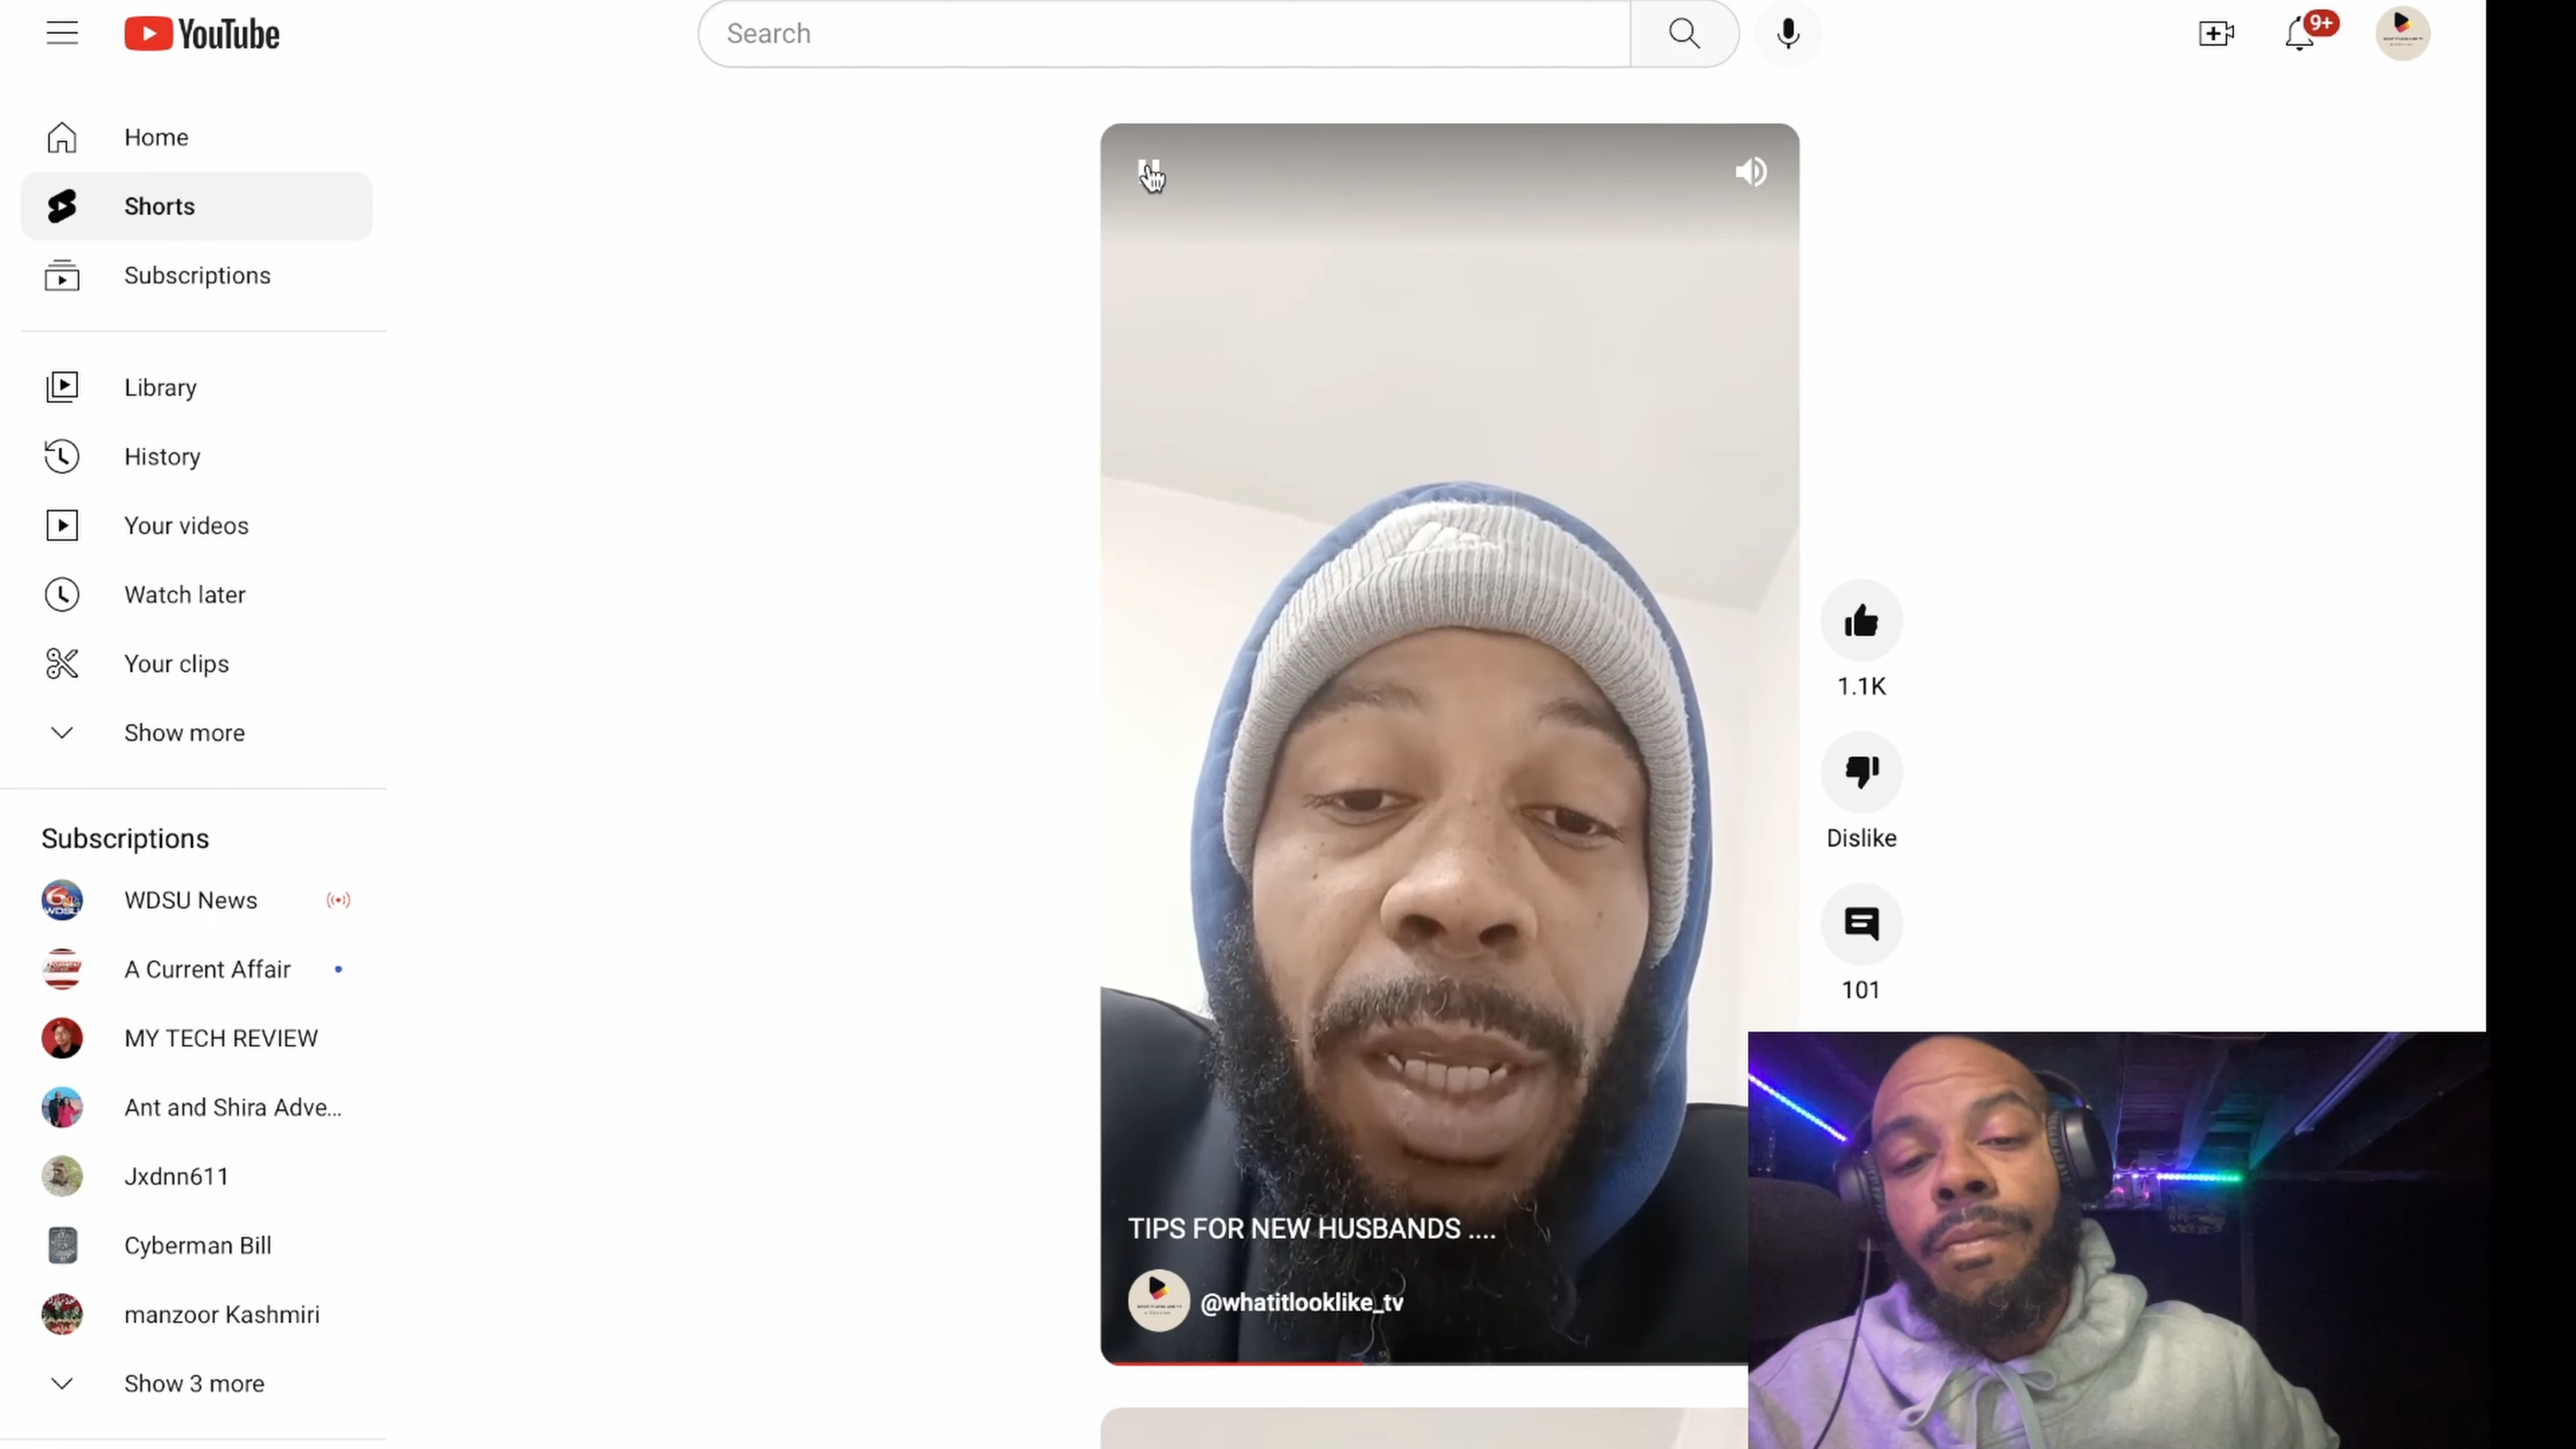 YouTube
Search
9+
Home
Shorts
Subscriptions
Library
History
Your videos
Watch later
Your clips
Show more
Subscriptions
WDSU News
A Current Affair
MY TECH REVIEW
Ant and Shira Adve...
Jxdnn611
Cyberman Bill
manzoor Kashmiri
Show 3 more
1.1K
Dislike
101
TIPS FOR NEW HUSBANDS ....
@whatitlooklike_tv
6
WDSU